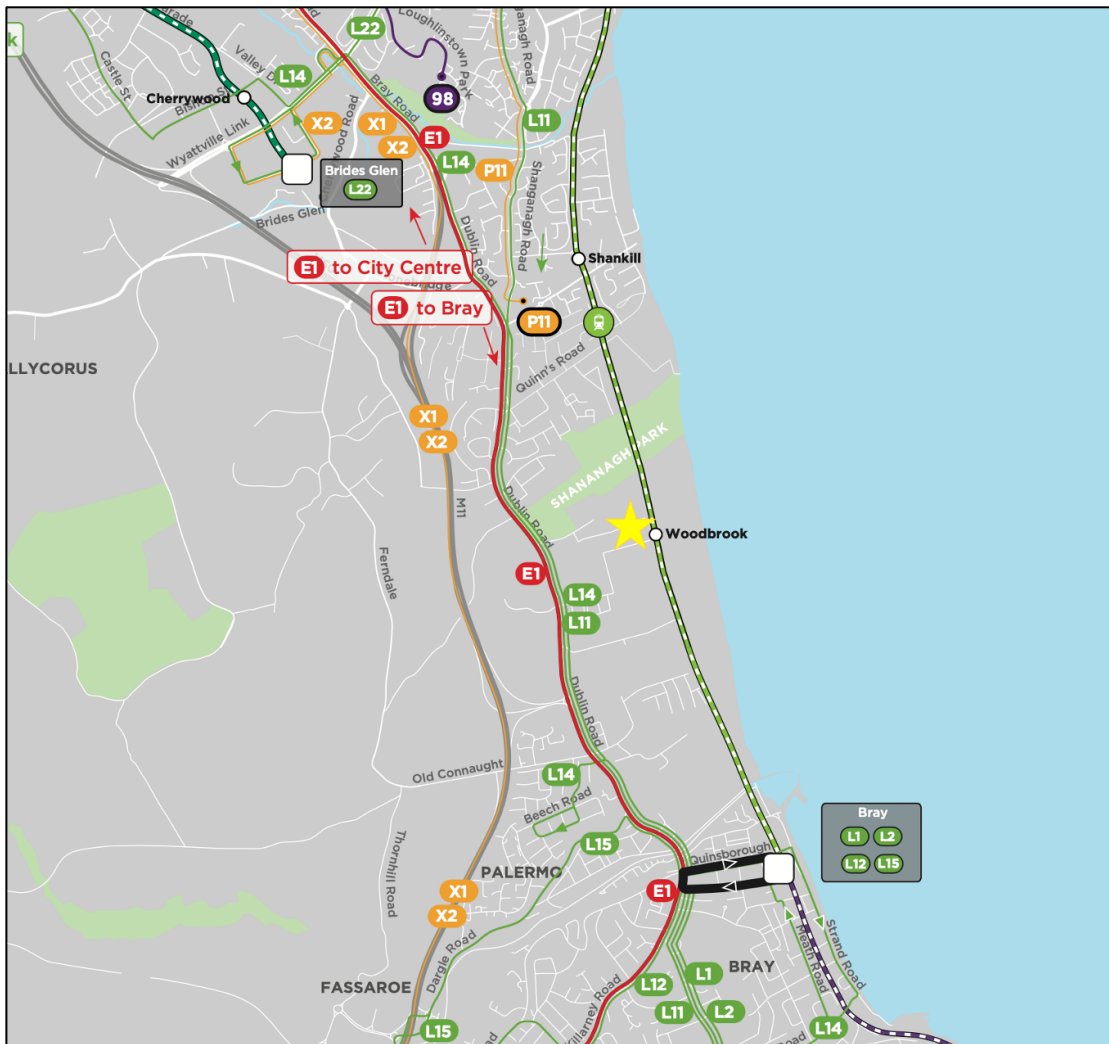 Loughlinstown Park
L22
Valley D
L14
Castle St
Cherrywood
98
Bray Road
L11
Wyattville Link
X2
X1
E1
X2
L14
P11
Brides Glen
L22
Brides Glen
Shanganagh Road
Dublin Road
Shankill
E1 to City Centre
E1 to Bray
P11
Quinn's Road
LLYCORUS
X1
X2
M11
SHANANAGH PARK
Dublin Road
Woodbrook
Ferndale
E1
L14
L11
Dublin Road
Old Connaught
L14
Beech Road
Bray
L1 L2
L12 L15
L15
Quinsborough
Thornhill Road
PALERMO
X1
E1
X2
Dargle Road
Meath Road
Strand Road
BRAY
FASSAROE
L12
L1
Killarney Road
L11
L2
L15
L14
Road